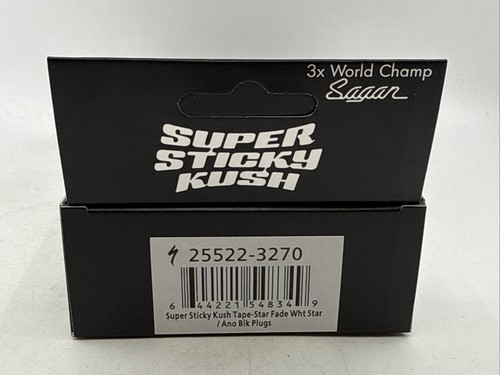 3x World Champ
Sagan
SUPER
STICKY
KUSH
25522-3270
6 44221 54834 9
Super Sticky Kush Tape-Star Fade Wht Star
/ Ano Blk Plugs